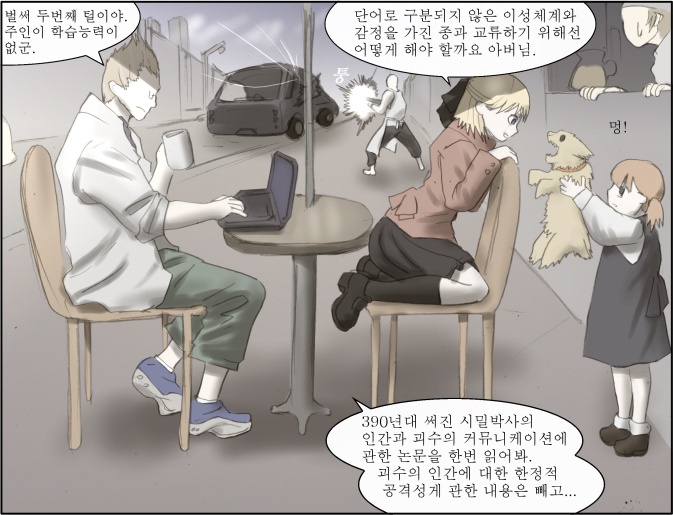 벌써 두번째 털이야.
주인이 학습능력이
없군.
단어로 구분되지 않은 이성체계와
감정을 가진 종과 교류하기 위해선
어떻게 해야 할까요 아버님.
퉁
멍!
390년대 써진 시밀박사의
인간과 괴수의 커뮤니케이션에
관한 논문을 한번 읽어봐.
괴수의 인간에 대한 한정적
공격성게 관한 내용은 빼고...